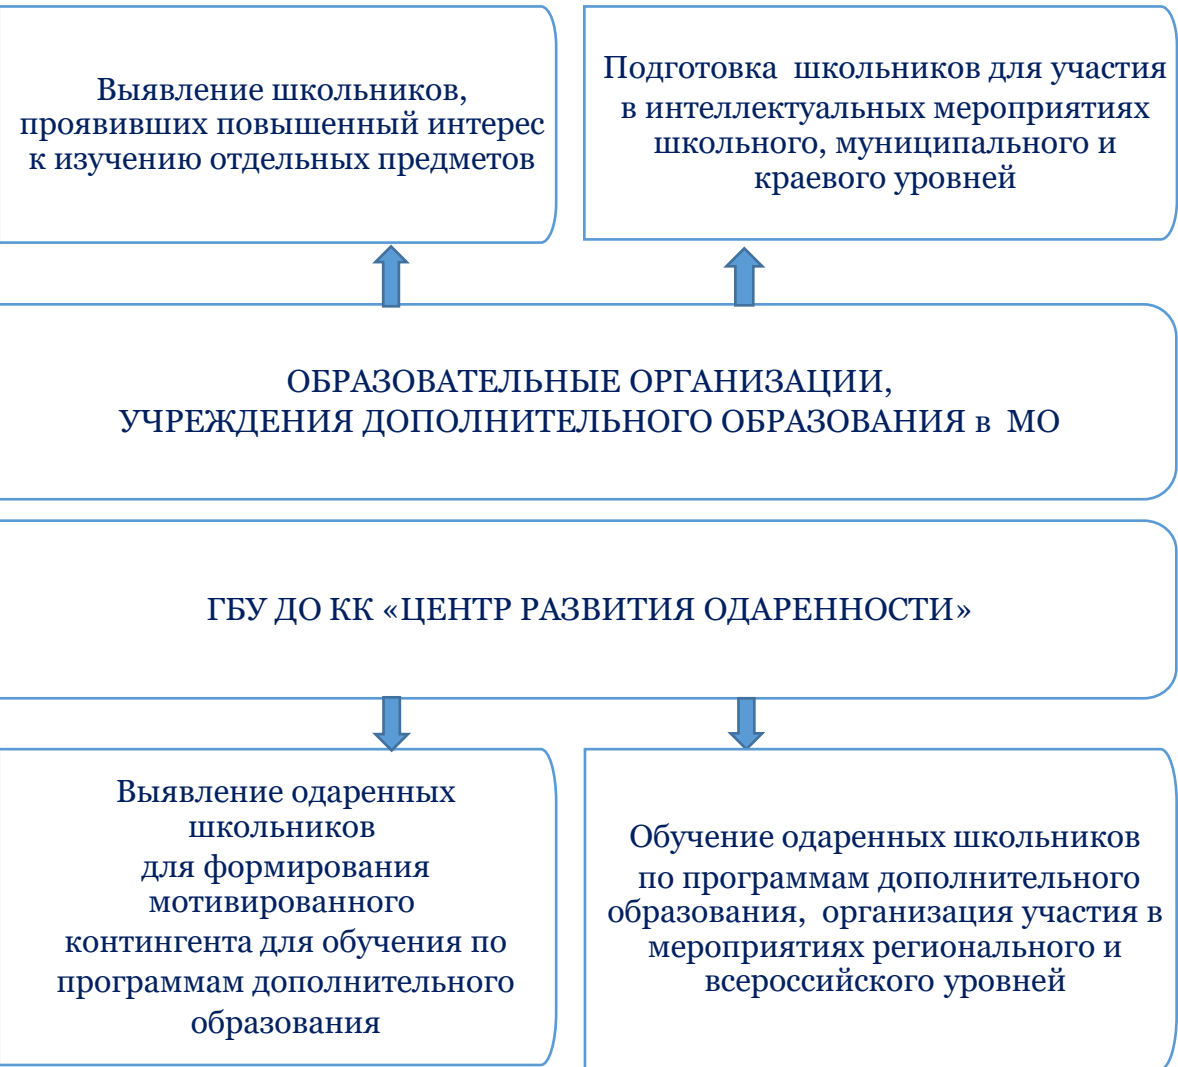 Выявление школьников,
проявивших повышенный интерес
к изучению отдельных предметов
Подготовка школьников для участия
в интеллектуальных мероприятиях
школьного, муниципального и
краевого уровней
ОБРАЗОВАТЕЛЬНЫЕ ОРГАНИЗАЦИИ,
УЧРЕЖДЕНИЯ ДОПОЛНИТЕЛЬНОГО ОБРАЗОВАНИЯ в МО
ГБУ ДО КК «ЦЕНТР РАЗВИТИЯ ОДАРЕННОСТИ»
Выявление одаренных
школьников
для формирования
мотивированного
контингента для обучения по
программам дополнительного
образования
Обучение одаренных школьников
по программам дополнительного
образования, организация участия в
мероприятиях регионального и
всероссийского уровней